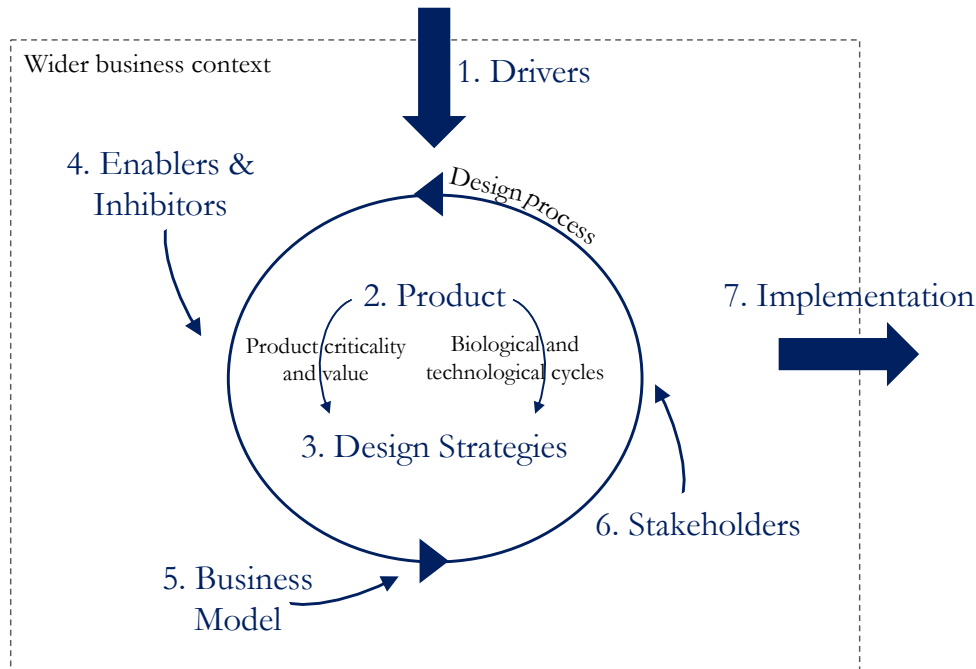 Wider business context
1. Drivers
4. Enablers &
Inhibitors
Design process
2. Product
7. Implementation
Product criticality
and value
Biological and
technological cycles
3. Design Strategies
6. Stakeholders
5. Business
Model